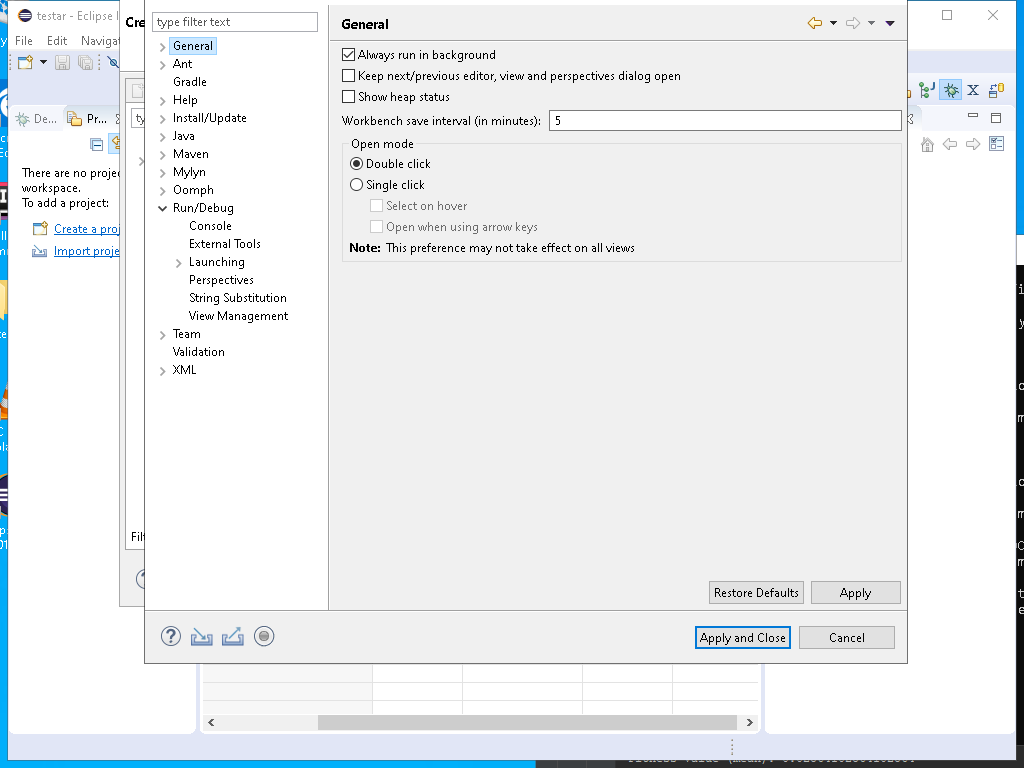 testar - Eclipse I
File Edit Navigat
De...
Pr...
There are no proje
workspace.
To add a project:
Create a proj
Import proje
Cre
ty
Filt
type filter text
General
Ant
Gradle
Help
Install/Update
Java
Maven
Mylyn
Oomph
Run/Debug
Console
External Tools
Launching
Perspectives
String Substitution
View Management
Team
Validation
XML
General
Always run in background
Keep next/previous editor, view and perspectives dialog open
Show heap status
Workbench save interval (in minutes): 5
Open mode
Double click
Single click
Select on hover
Open when using arrow keys
Note: This preference may not take effect on all views
Restore Defaults
Apply
Apply and Close
Cancel